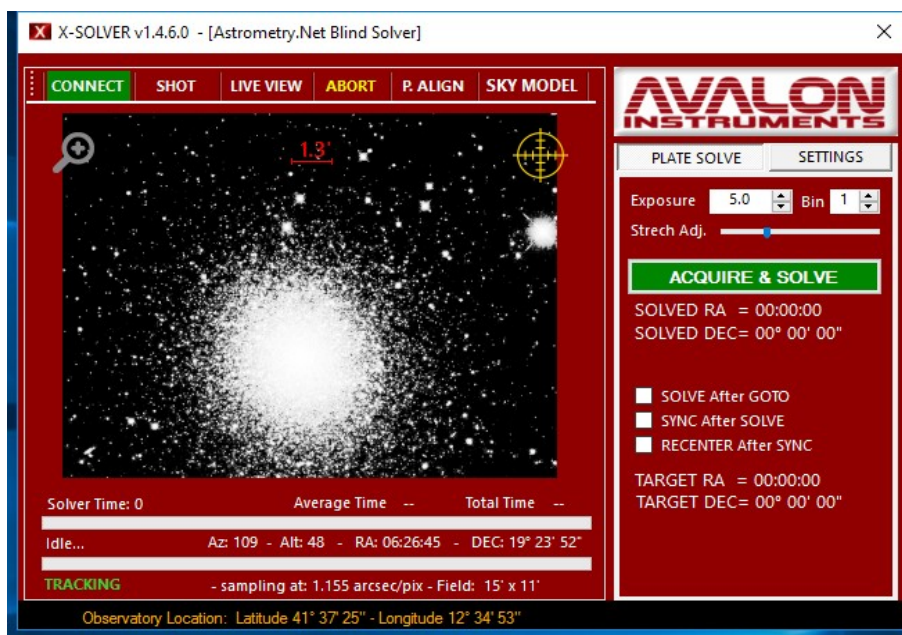 X-SOLVER v1.4.6.0 - [Astrometry.Net Blind Solver]
CONNECT SHOT LIVE VIEW ABORT P. ALIGN SKY MODEL
1.3'
AVALON
INSTRUMENTS
PLATE SOLVE SETTINGS
Exposure 5.0 Bin 1
Strech Adj.
ACQUIRE & SOLVE
SOLVED RA = 00:00:00
SOLVED DEC= 00° 00' 00"
SOLVE After GOTO
SYNC After SOLVE
RECENTER After SYNC
TARGET RA = 00:00:00
TARGET DEC= 00° 00' 00"
Solver Time: 0 Average Time -- Total Time --
Idle... Az: 109 - Alt: 48 - RA: 06:26:45 - DEC: 19° 23' 52"
TRACKING - sampling at: 1.155 arcsec/pix - Field: 15' x 11'
Observatory Location: Latitude 41° 37' 25" - Longitude 12° 34' 53"